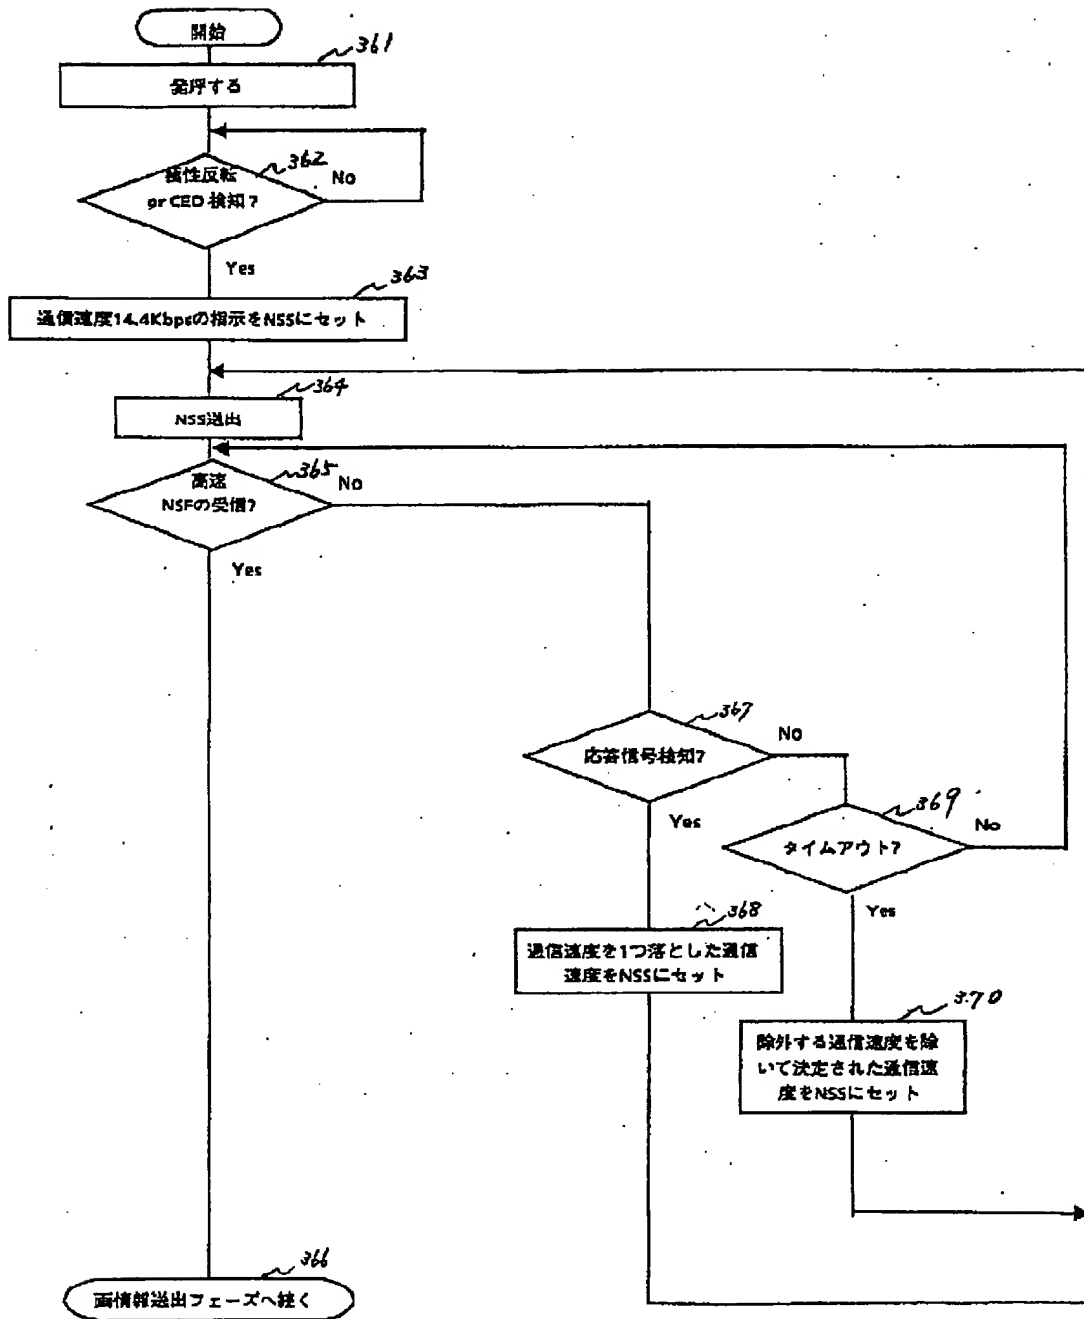 開始
361
発呼する
362
極性反転
or CED 検知?
No
Yes
363
通信速度14.4Kbpsの指示をNSSにセット
364
NSS送出
365
高速
NSFの受信?
No
Yes
367
応答信号検知?
No
Yes
369
タイムアウト?
No
Yes
368
通信速度を1つ落とした通信
速度をNSSにセット
370
除外する通信速度を除
いて決定された通信速
度をNSSにセット
366
画情報送出フェーズへ続く